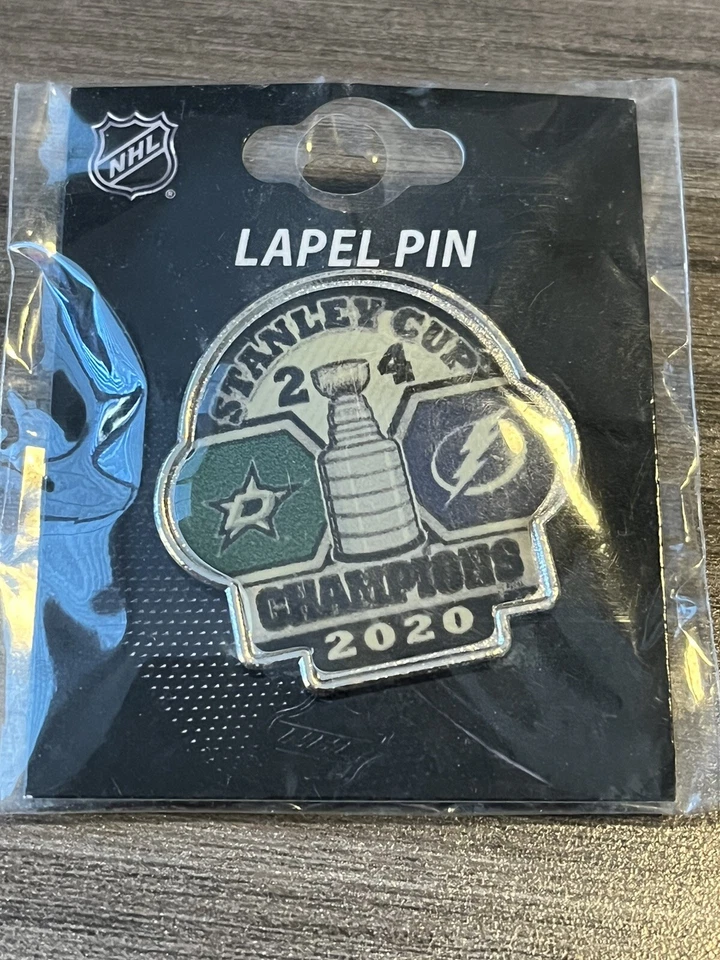 NHL
®
LAPEL PIN
STANLEY CUP
2 4
CHAMPIONS
2020